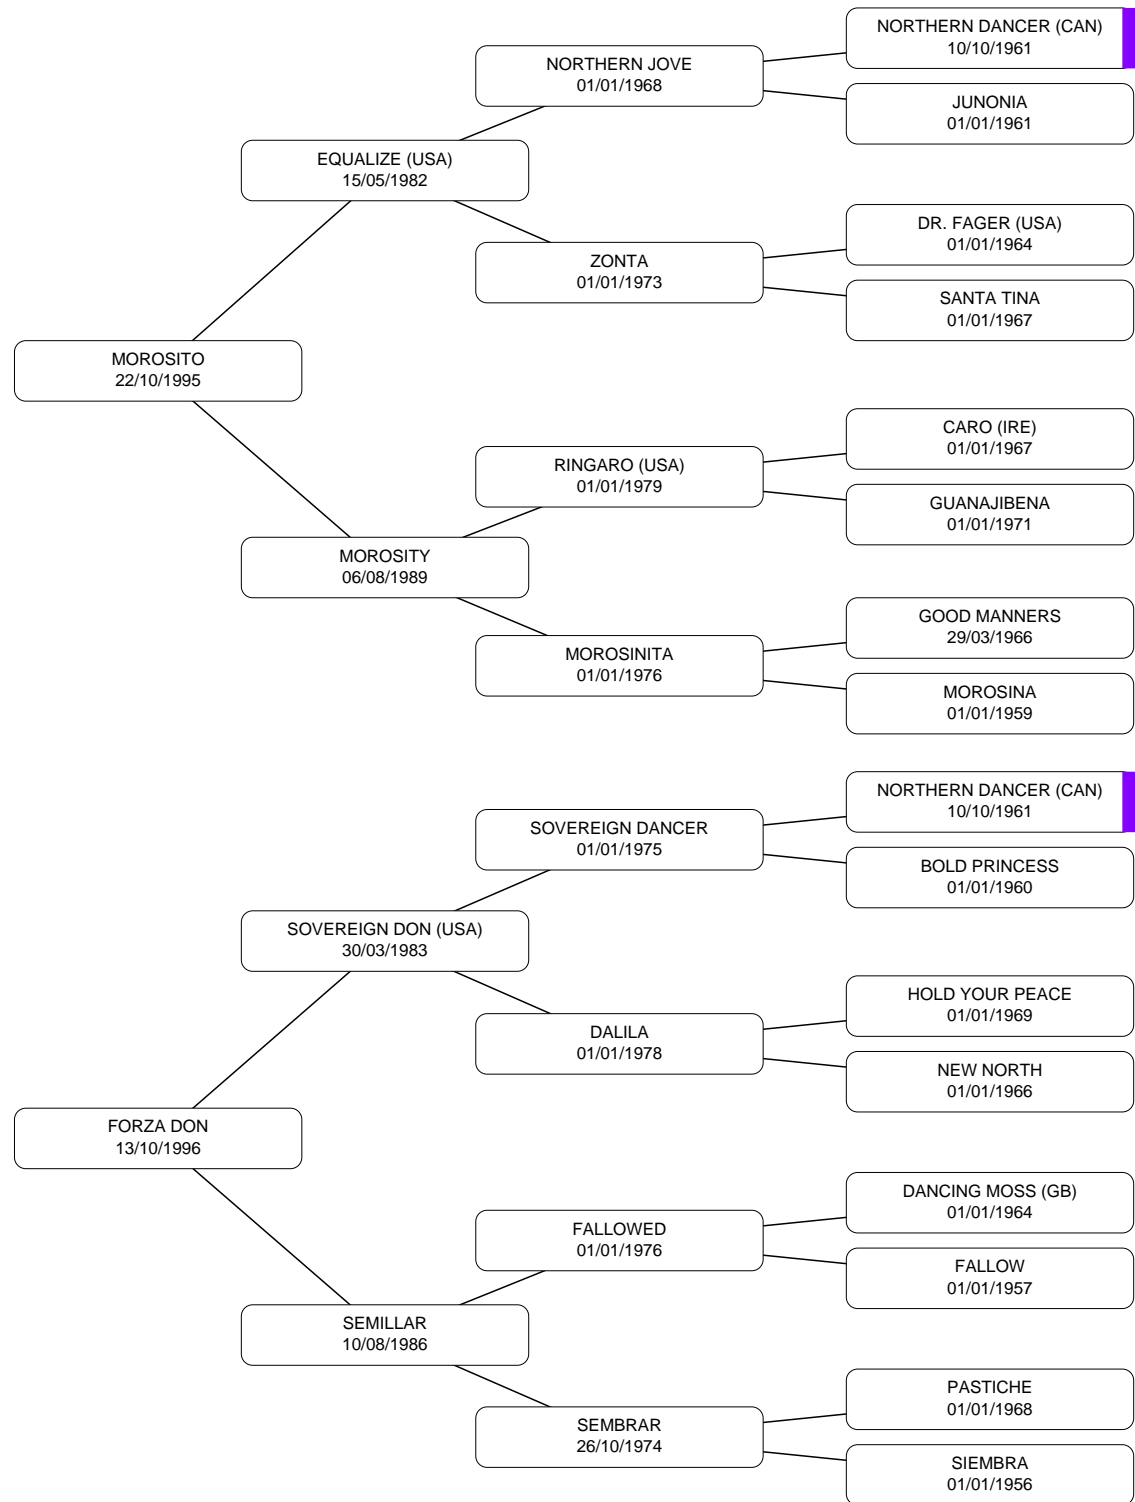 NORTHERN DANCER (CAN)
10/10/1961
NORTHERN JOVE
01/01/1968
JUNONIA
01/01/1961
EQUALIZE (USA)
15/05/1982
DR. FAGER (USA)
01/01/1964
ZONTA
01/01/1973
SANTA TINA
01/01/1967
MOROSITO
22/10/1995
CARO (IRE)
01/01/1967
RINGARO (USA)
01/01/1979
GUANAJIBENA
01/01/1971
MOROSITY
06/08/1989
GOOD MANNERS
29/03/1966
MOROSINITA
01/01/1976
MOROSINA
01/01/1959
NORTHERN DANCER (CAN)
10/10/1961
SOVEREIGN DANCER
01/01/1975
BOLD PRINCESS
01/01/1960
SOVEREIGN DON (USA)
30/03/1983
HOLD YOUR PEACE
01/01/1969
DALILA
01/01/1978
NEW NORTH
01/01/1966
FORZA DON
13/10/1996
DANCING MOSS (GB)
01/01/1964
FALLOWED
01/01/1976
FALLOW
01/01/1957
SEMILLAR
10/08/1986
PASTICHE
01/01/1968
SEMBRAR
26/10/1974
SIEMBRA
01/01/1956